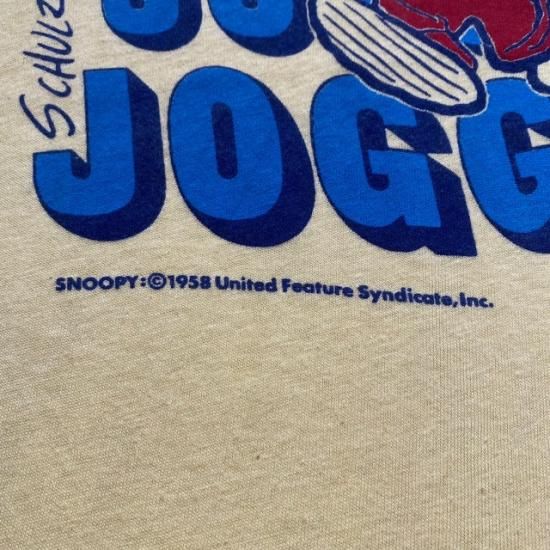 SCHULZ
JOGG
SNOOPY:©1958 United Feature Syndicate, Inc.